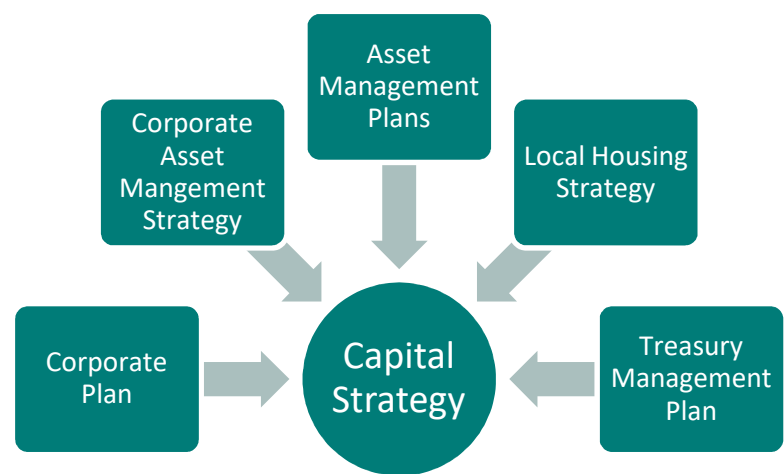 Asset
Management
Plans
Corporate
Asset
Mangement
Strategy
Local Housing
Strategy
Corporate
Plan
Capital
Strategy
Treasury
Management
Plan